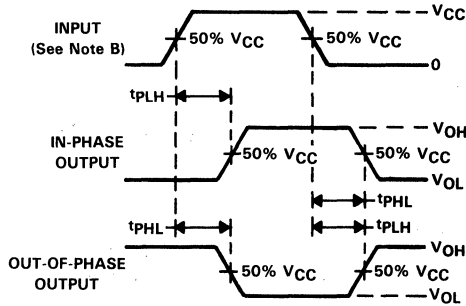 VCC
INPUT
(See Note B)
50% VCC
50% VCC
0
tPLH
VOH
IN-PHASE
OUTPUT
50% VCC
50% VCC
VOL
tPHL
tPHL
tPLH
VOH
OUT-OF-PHASE
OUTPUT
50% VCC
50% VCC
VOL